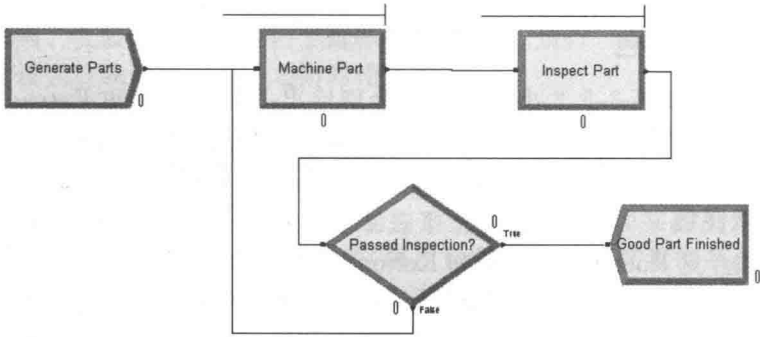 Generate Parts
0
Machine Part
0
Inspect Part
0
Passed Inspection?
0
True
0
False
Good Part Finished
0